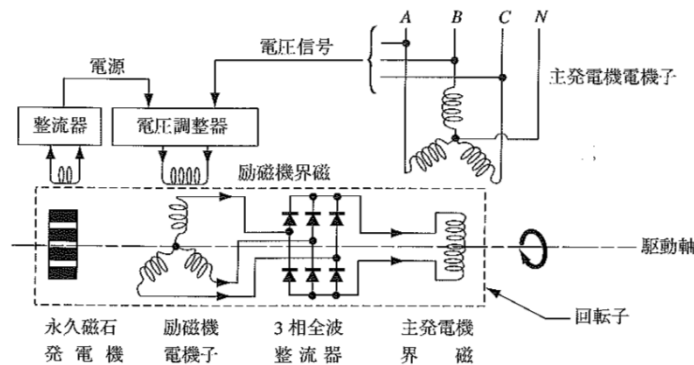 A B C N
電圧信号
電源
主発電機電機子
整流器
電圧調整器
励磁機界磁
駆動軸
回転子
永久磁石
発電機
励磁機
電機子
3相全波
整流器
主発電機
界磁